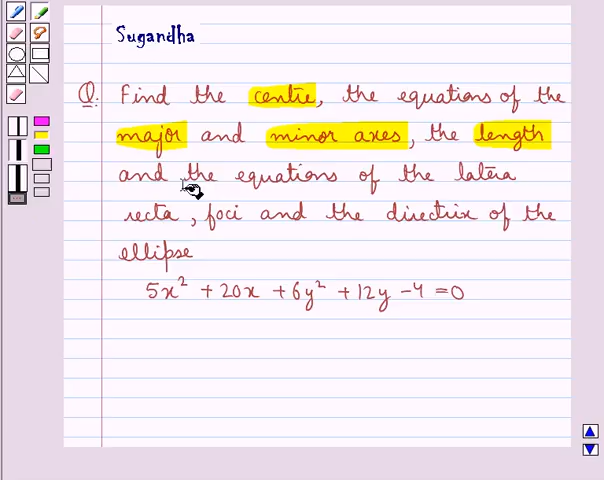 Sugandha
Q. Find the centre, the equations of the
major and minor axes, the length
and the equations of the latera
recta, foci and the directrix of the
ellipse
5x² + 20x + 6y² + 12y - 4 = 0